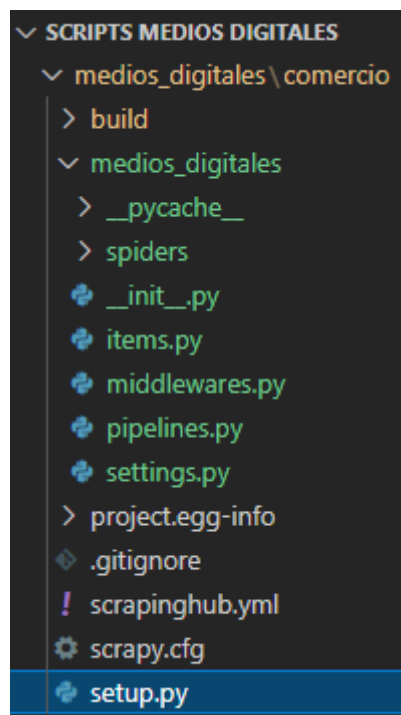 SCRIPTS MEDIOS DIGITALES
medios_digitales\comercio
build
medios_digitales
__pycache__
spiders
__init__.py
items.py
middlewares.py
pipelines.py
settings.py
project.egg-info
.gitignore
! scrapinghub.yml
scrapy.cfg
setup.py